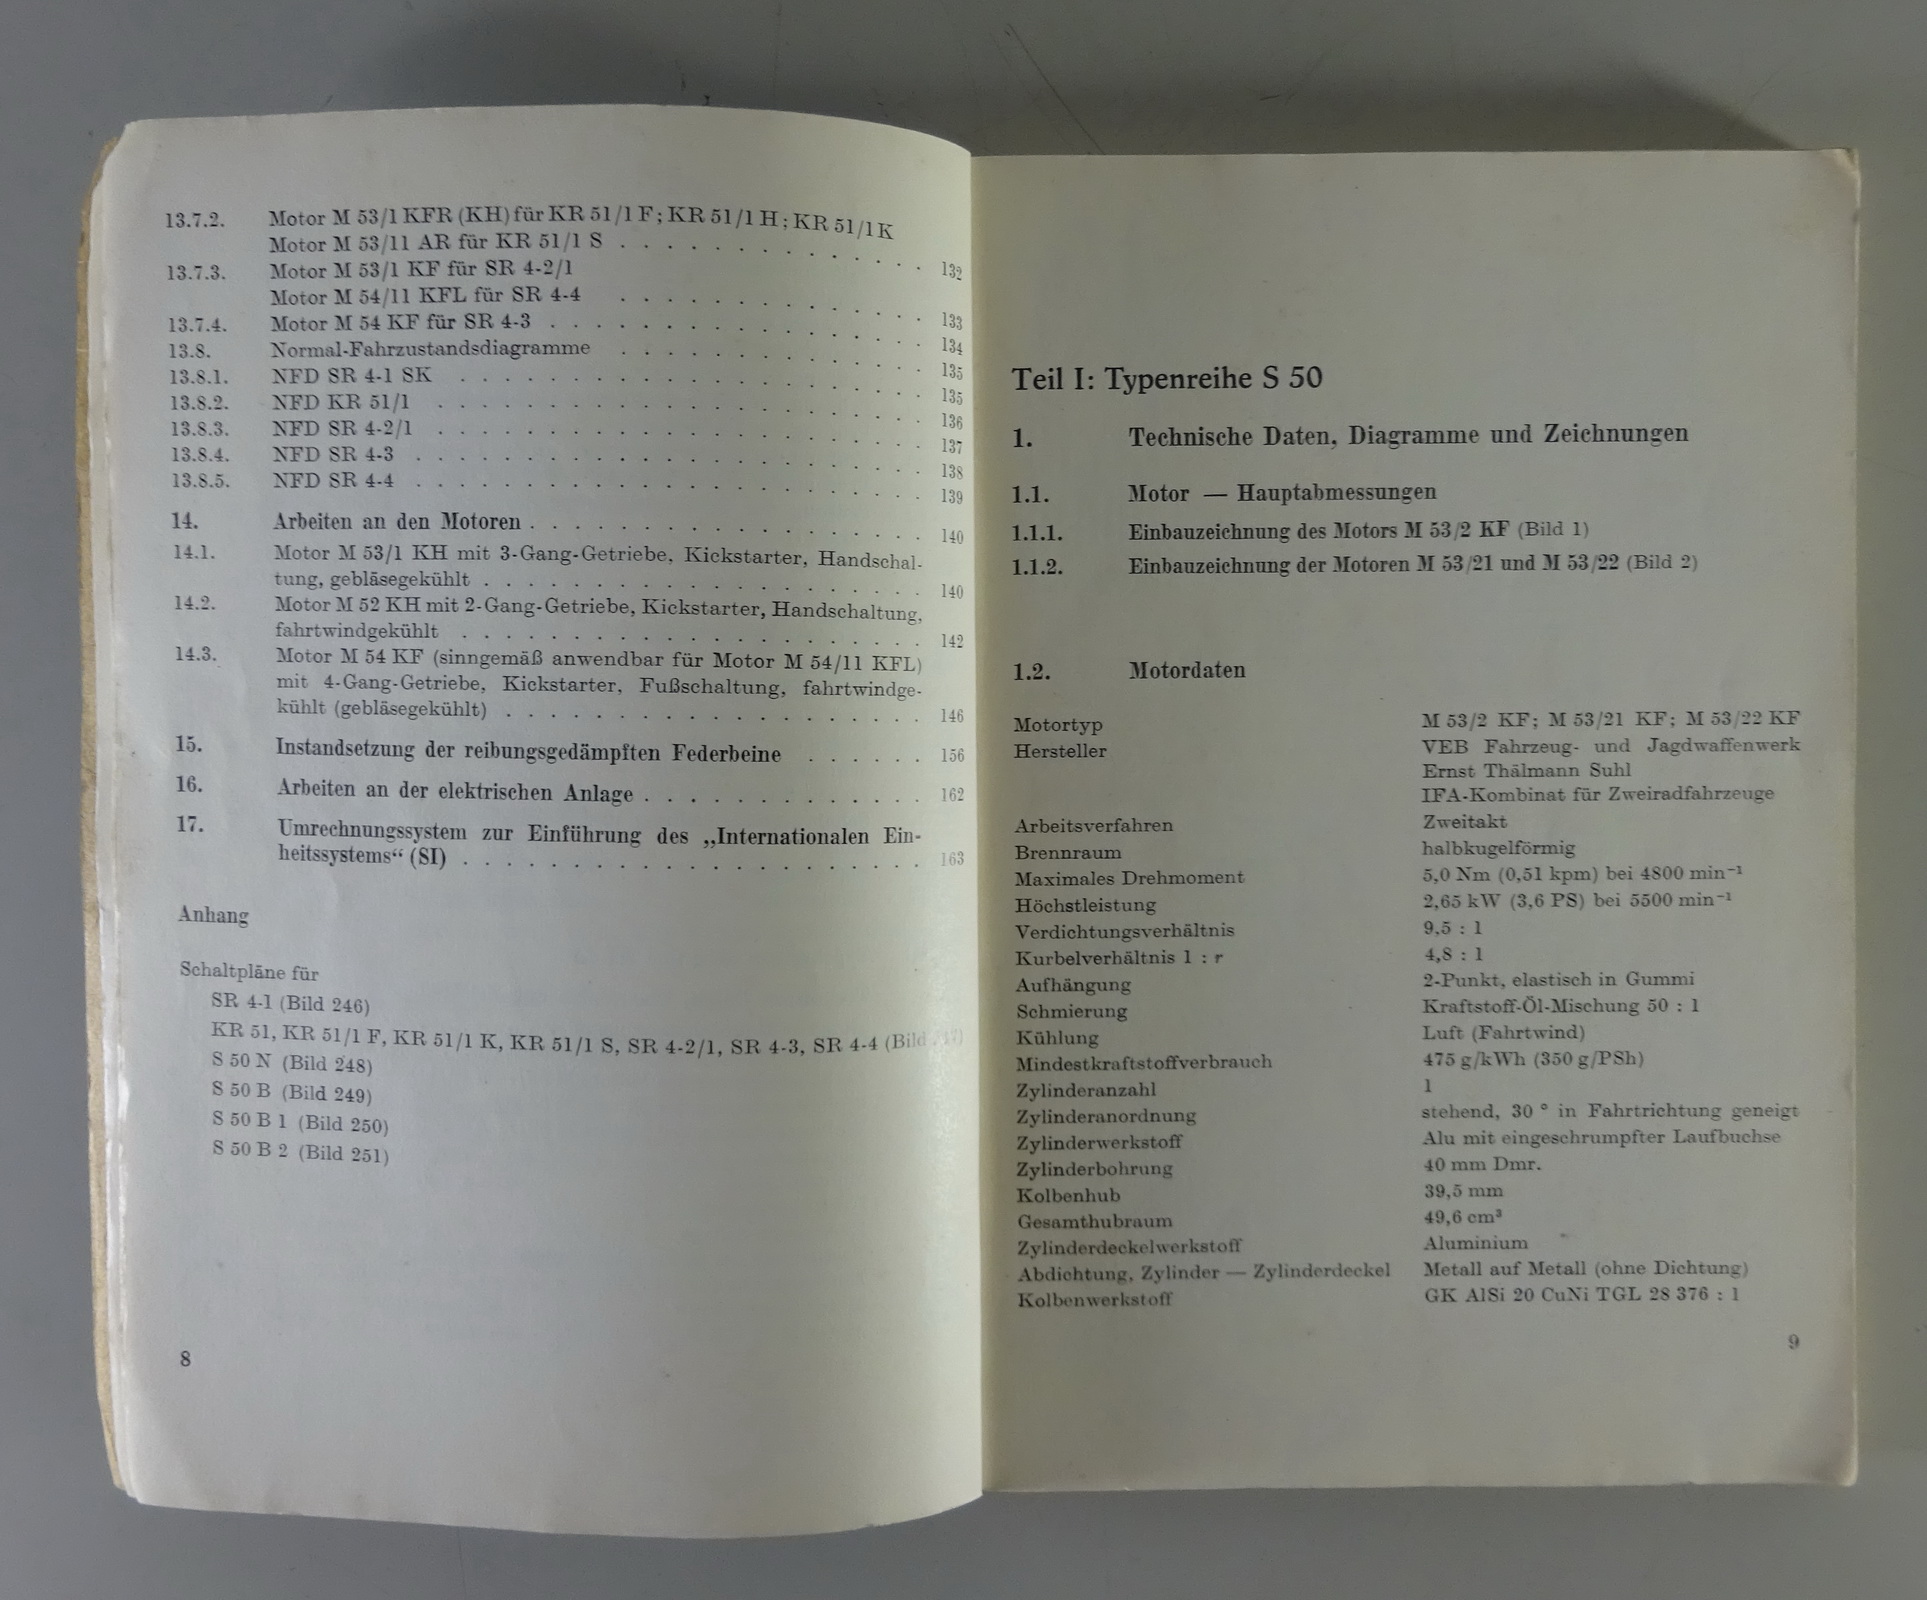 13.7.2. Motor M 53/1 KFR (KH) für KR 51/1 F; KR 51/1 H; KR 51/1 K
Motor M 53/11 AR für KR 51/1 S . . . . . . . . . . . . . . 132
13.7.3. Motor M 53/1 KF für SR 4-2/1
Motor M 54/11 KFL für SR 4-4 . . . . . . . . . . . . . . 133
13.7.4. Motor M 54 KF für SR 4-3 . . . . . . . . . . . . . . . . . 134
13.8. Normal-Fahrzustandsdiagramme . . . . . . . . . . . . . . 135
13.8.1. NFD SR 4-1 SK . . . . . . . . . . . . . . . . . . . . . 135
13.8.2. NFD KR 51/1 . . . . . . . . . . . . . . . . . . . . . . 136
13.8.3. NFD SR 4-2/1 . . . . . . . . . . . . . . . . . . . . . . 137
13.8.4. NFD SR 4-3 . . . . . . . . . . . . . . . . . . . . . . . 138
13.8.5. NFD SR 4-4 . . . . . . . . . . . . . . . . . . . . . . . 139
14. Arbeiten an den Motoren . . . . . . . . . . . . . . . . . . 140
14.1. Motor M 53/1 KH mit 3-Gang-Getriebe, Kickstarter, Handschal-
tung, gebläsegekühlt . . . . . . . . . . . . . . . . . . . . 140
14.2. Motor M 52 KH mit 2-Gang-Getriebe, Kickstarter, Handschaltung,
fahrtwindgekühlt . . . . . . . . . . . . . . . . . . . . . 142
14.3. Motor M 54 KF (sinngemäß anwendbar für Motor M 54/11 KFL)
mit 4-Gang-Getriebe, Kickstarter, Fußschaltung, fahrtwindge-
kühlt (gebläsegekühlt) . . . . . . . . . . . . . . . . . . . 146
15. Instandsetzung der reibungsgedämpften Federbeine . . . . . . 156
16. Arbeiten an der elektrischen Anlage . . . . . . . . . . . . . 162
17. Umrechnungssystem zur Einführung des „Internationalen Ein-
heitssystems“ (SI) . . . . . . . . . . . . . . . . . . . . . 163
Anhang
Schaltpläne für
SR 4-1 (Bild 246)
KR 51, KR 51/1 F, KR 51/1 K, KR 51/1 S, SR 4-2/1, SR 4-3, SR 4-4 (Bild
S 50 N (Bild 248)
S 50 B (Bild 249)
S 50 B 1 (Bild 250)
S 50 B 2 (Bild 251)
8
Teil I: Typenreihe S 50
1. Technische Daten, Diagramme und Zeichnungen
1.1. Motor — Hauptabmessungen
1.1.1. Einbauzeichnung des Motors M 53/2 KF (Bild 1)
1.1.2. Einbauzeichnung der Motoren M 53/21 und M 53/22 (Bild 2)
1.2. Motordaten
Motortyp M 53/2 KF; M 53/21 KF; M 53/22 KF
Hersteller VEB Fahrzeug- und Jagdwaffenwerk
Ernst Thälmann Suhl
IFA-Kombinat für Zweiradfahrzeuge
Arbeitsverfahren Zweitakt
Brennraum halbkugelförmig
Maximales Drehmoment 5,0 Nm (0,51 kpm) bei 4800 min⁻¹
Höchstleistung 2,65 kW (3,6 PS) bei 5500 min⁻¹
Verdichtungsverhältnis 9,5 : 1
Kurbelverhältnis l : r 4,8 : 1
Aufhängung 2-Punkt, elastisch in Gummi
Schmierung Kraftstoff-Öl-Mischung 50 : 1
Kühlung Luft (Fahrtwind)
Mindestkraftstoffverbrauch 475 g/kWh (350 g/PSh)
Zylinderanzahl 1
Zylinderanordnung stehend, 30 ° in Fahrtrichtung geneigt
Zylinderwerkstoff Alu mit eingeschrumpfter Laufbuchse
Zylinderbohrung 40 mm Dmr.
Kolbenhub 39,5 mm
Gesamthubraum 49,6 cm³
Zylinderdeckelwerkstoff Aluminium
Abdichtung, Zylinder — Zylinderdeckel Metall auf Metall (ohne Dichtung)
Kolbenwerkstoff GK AlSi 20 CuNi TGL 28 376 : 1
9